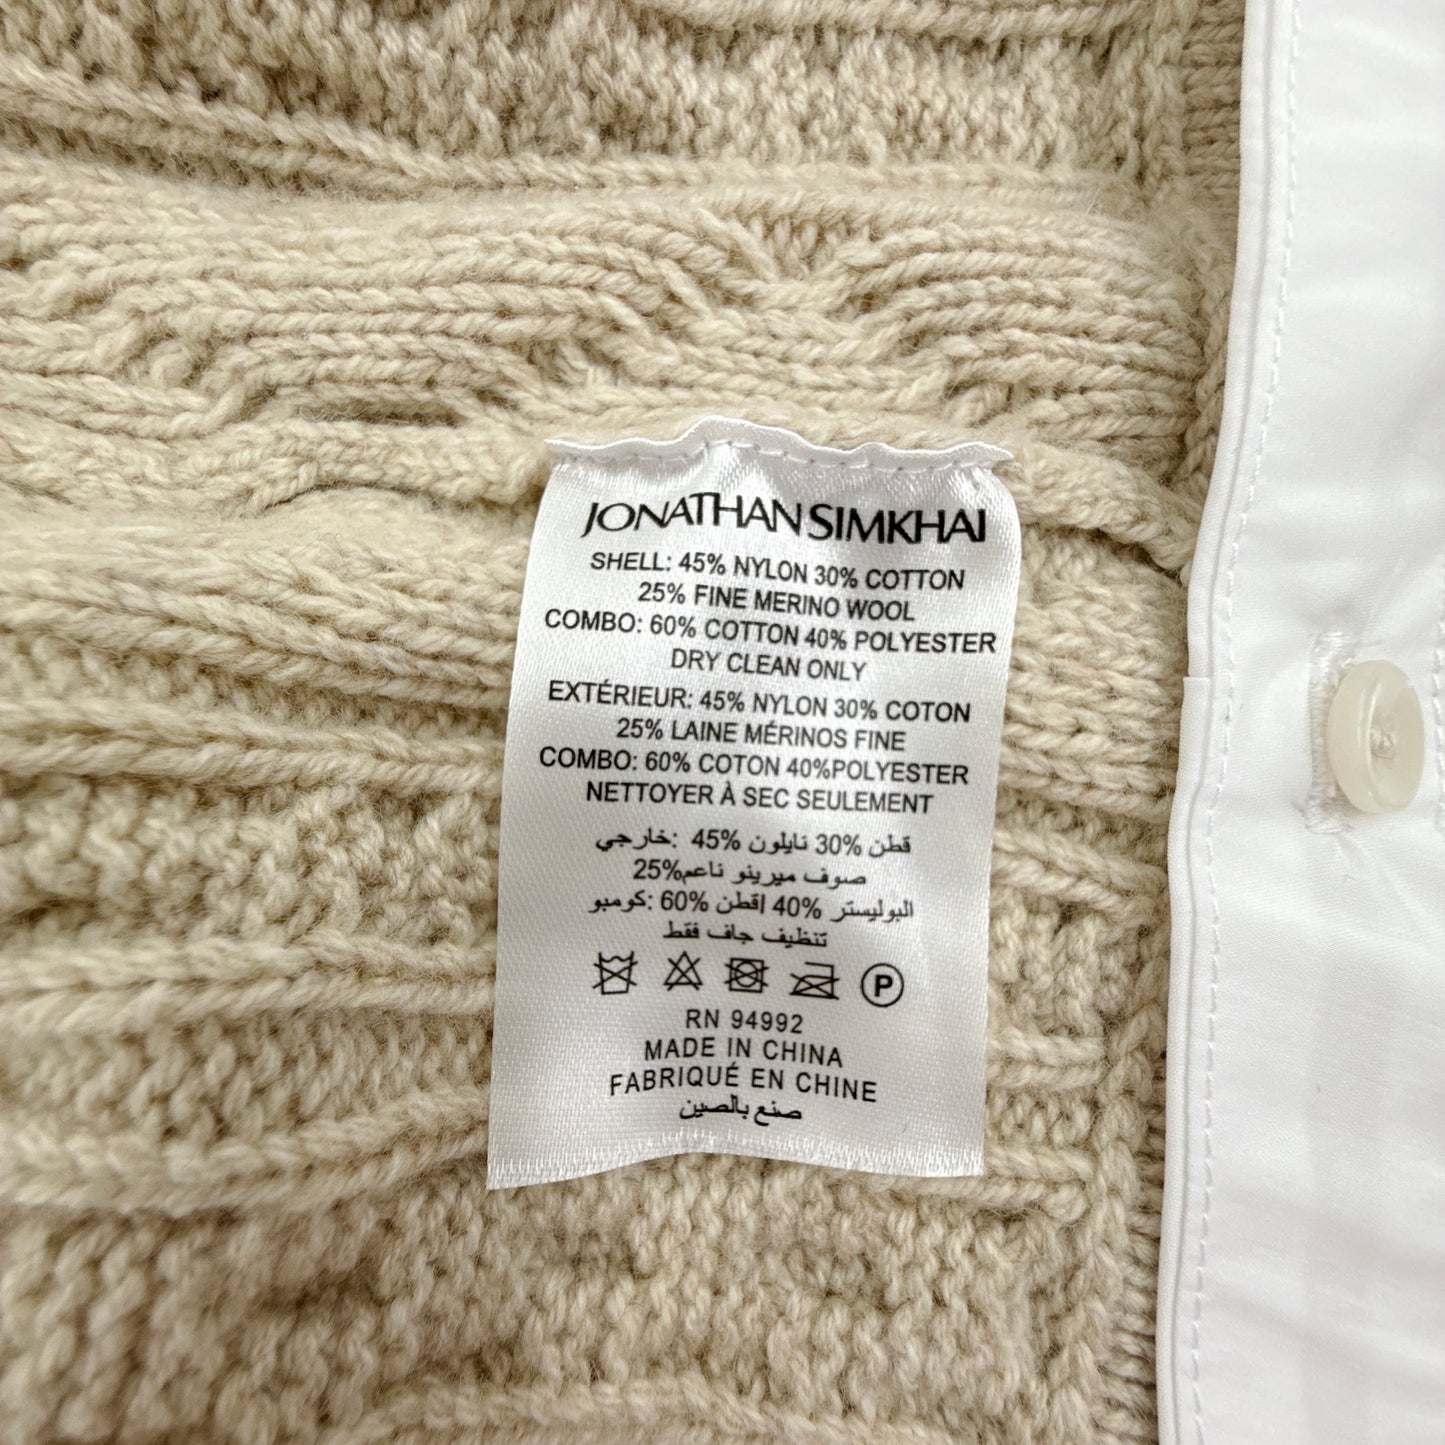 JONATHAN SIMKHAI
SHELL: 45% NYLON 30% COTTON
25% FINE MERINO WOOL
COMBO: 60% COTTON 40% POLYESTER
DRY CLEAN ONLY
EXTÉRIEUR: 45% NYLON 30% COTON
25% LAINE MÉRINOS FINE
COMBO: 60% COTON 40%POLYESTER
NETTOYER À SEC SEULEMENT
قطن 30% نايلون 45% :خارجي
صوف ميرينو ناعم%25
البوليستر 40% اقطن 60% :كومبو
تنظيف جاف فقط
P
RN 94992
MADE IN CHINA
FABRIQUÉ EN CHINE
صنع بالصين